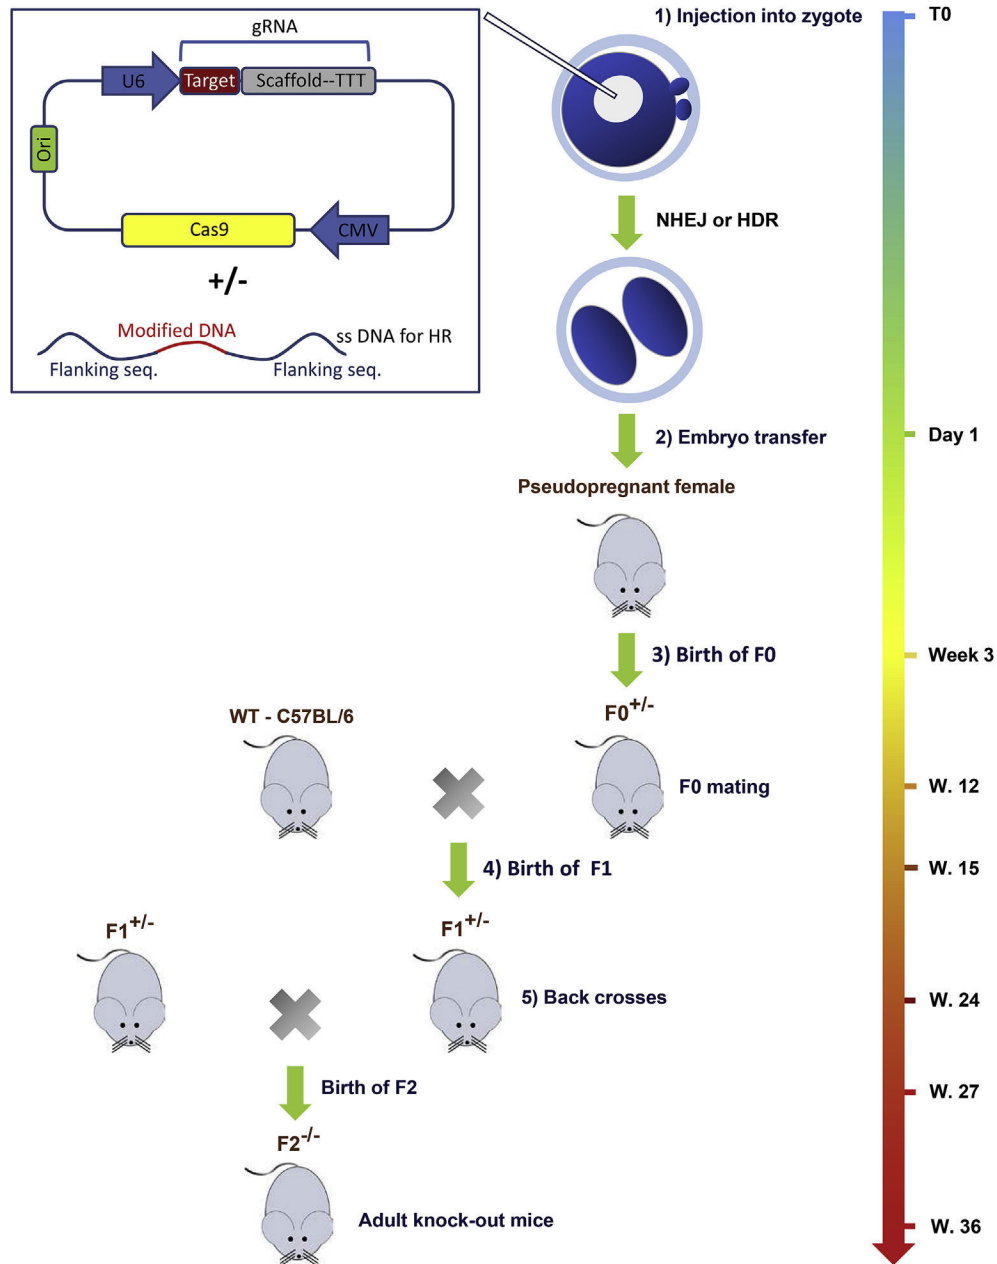 gRNA
U6
Target
Scaffold--TTT
Ori
Cas9
CMV
+/-
Modified DNA
ss DNA for HR
Flanking seq.
Flanking seq.
1) Injection into zygote
T0
NHEJ or HDR
2) Embryo transfer
Day 1
Pseudopregnant female
3) Birth of F0
Week 3
WT - C57BL/6
F0+/-
F0 mating
W. 12
4) Birth of F1
W. 15
F1+/-
F1+/-
5) Back crosses
W. 24
Birth of F2
W. 27
F2-/-
Adult knock-out mice
W. 36